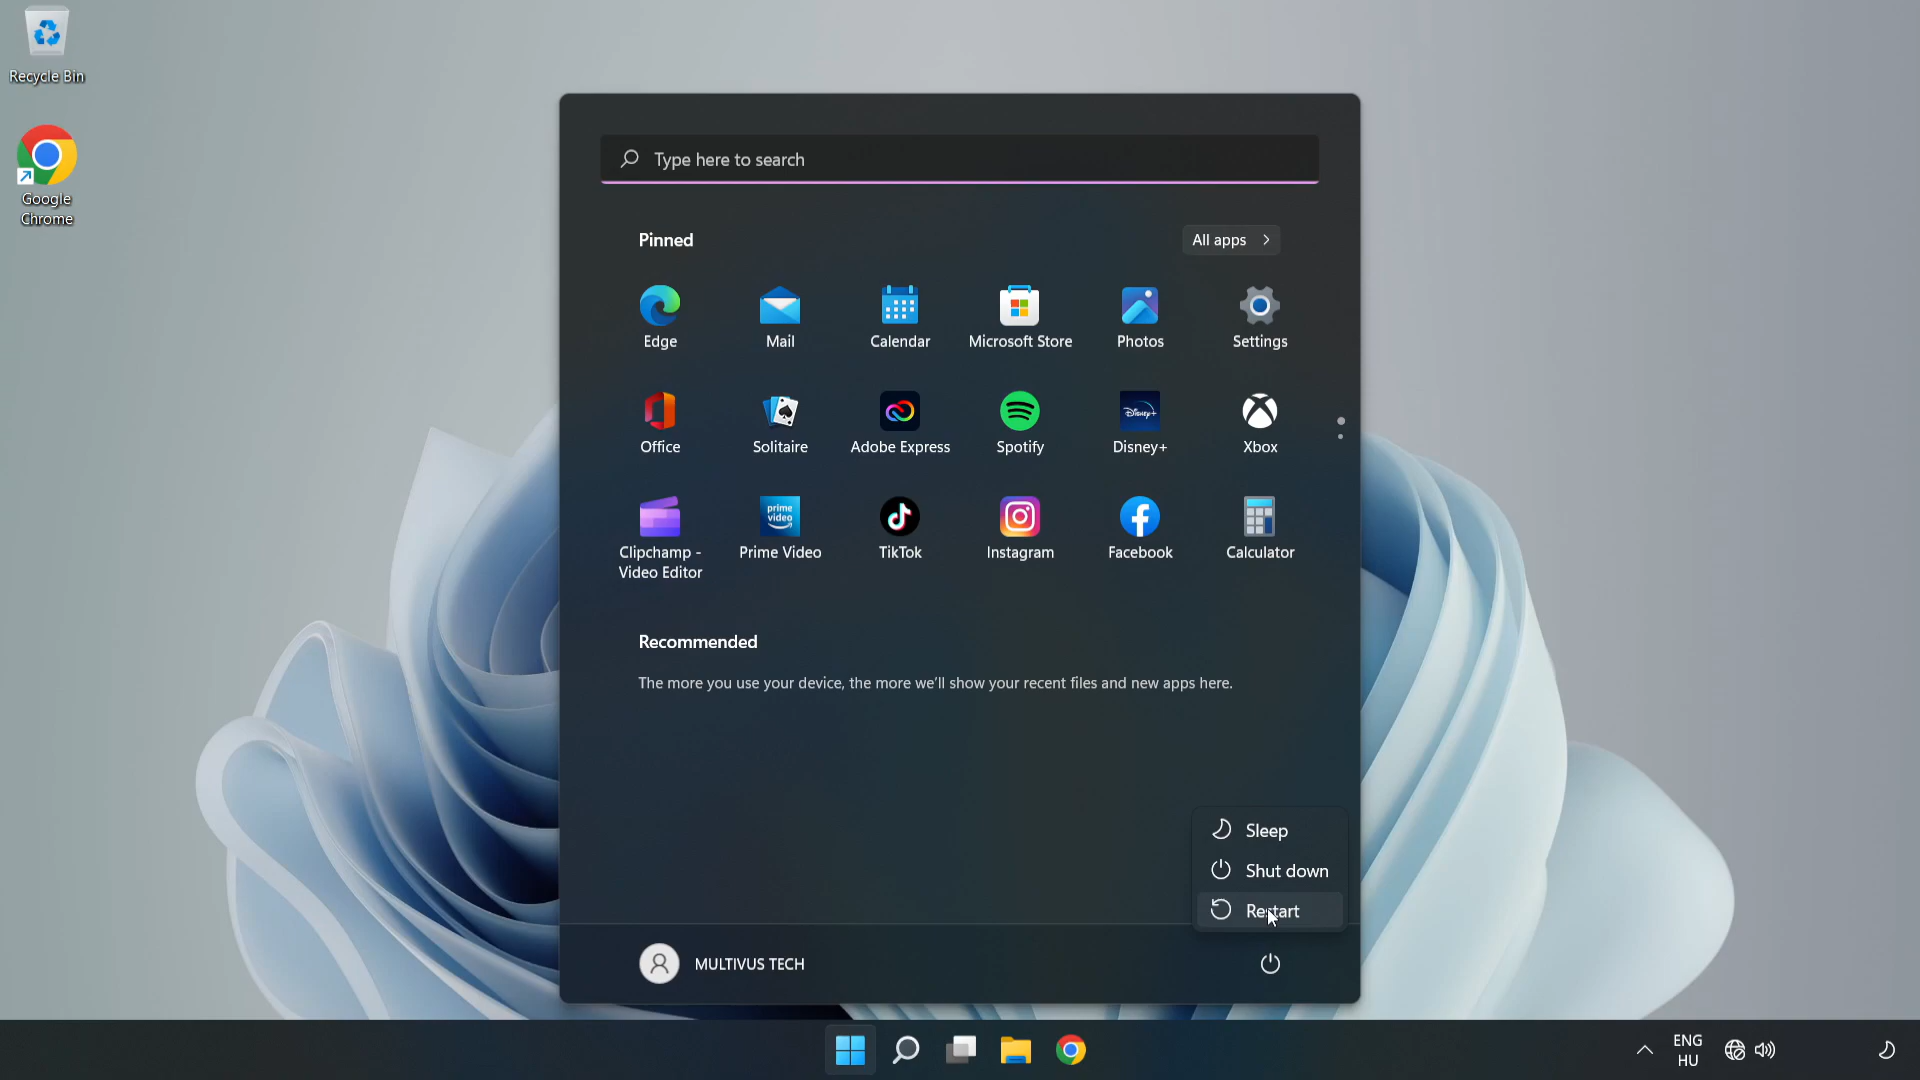 Recycle Bin
Google
Chrome
Type here to search
Pinned
All apps
Edge
Mail
Calendar
Microsoft Store
Photos
Settings
Office
Solitaire
Adobe Express
Spotify
Disney+
Disney+
Xbox
prime
video
Clipchamp -
Video Editor
Prime Video
TikTok
Instagram
Facebook
Calculator
Recommended
The more you use your device, the more we'll show your recent files and new apps here.
Sleep
Shut down
Restart
MULTIVUS TECH
ENG
HU